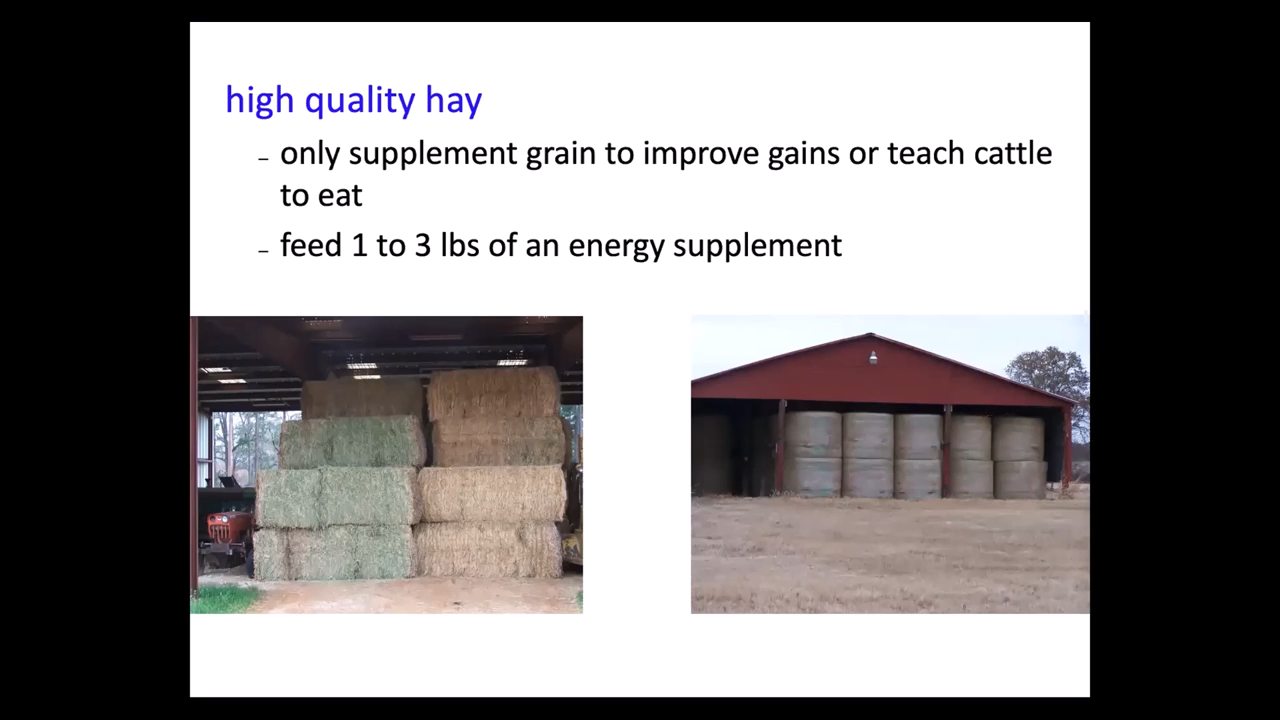 high quality hay
– only supplement grain to improve gains or teach cattle
to eat
– feed 1 to 3 lbs of an energy supplement